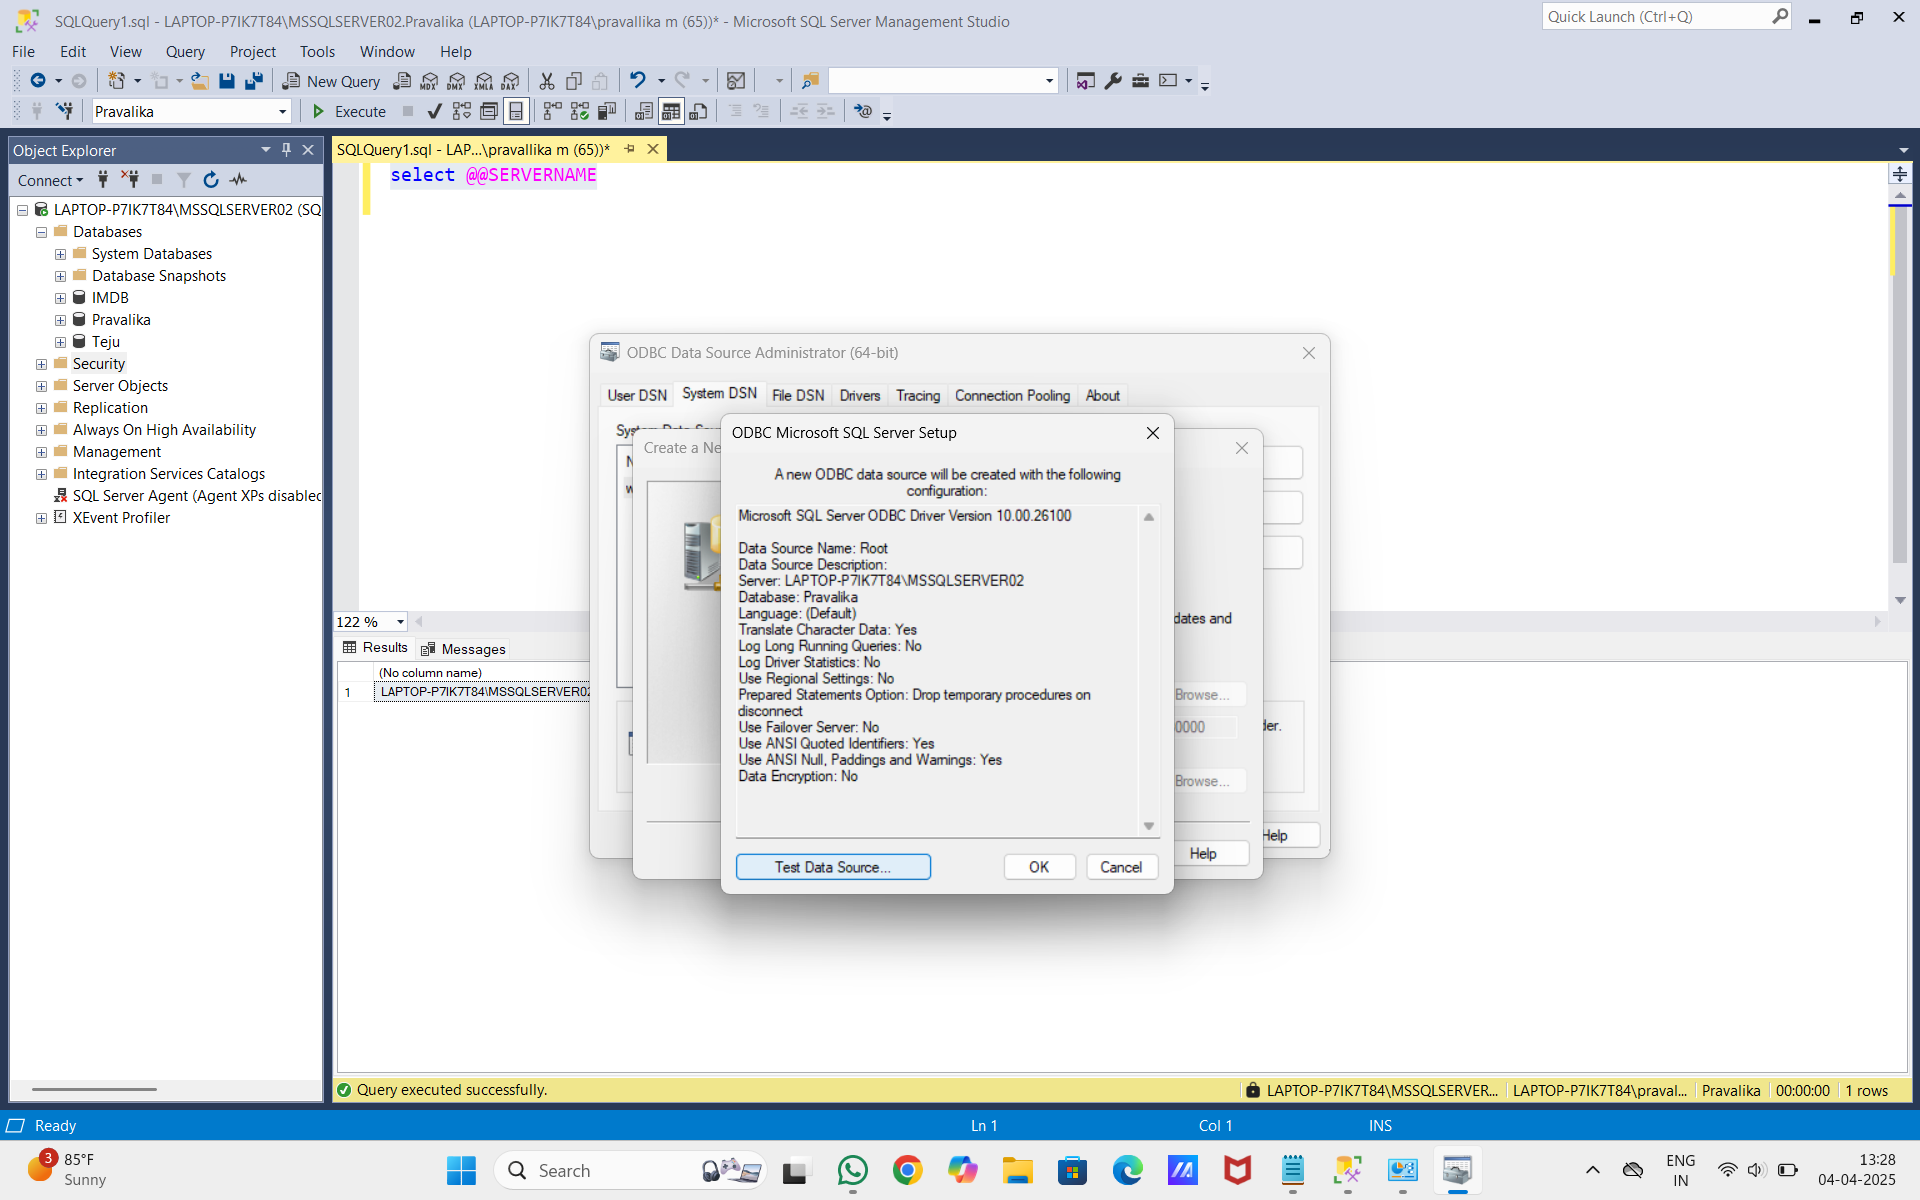 SQLQuery1.sql - LAPTOP-P7IK7T84\MSSQLSERVER02.Pravalika (LAPTOP-P7IK7T84\pravallika m (65))* - Microsoft SQL Server Management Studio
Quick Launch (Ctrl+Q)
File Edit View Query Project Tools Window Help
New Query MDX DMX XMLA DAX
Pravalika Execute
Object Explorer
SQLQuery1.sql - LAP...\pravallika m (65))*
Connect
select @@SERVERNAME
LAPTOP-P7IK7T84\MSSQLSERVER02 (SQ
Databases
System Databases
Database Snapshots
IMDB
Pravalika
Teju
Security
Server Objects
Replication
Always On High Availability
Management
Integration Services Catalogs
SQL Server Agent (Agent XPs disabled
XEvent Profiler
ODBC Data Source Administrator (64-bit)
User DSN System DSN File DSN Drivers Tracing Connection Pooling About
Create a Ne
ODBC Microsoft SQL Server Setup
A new ODBC data source will be created with the following
configuration:
Microsoft SQL Server ODBC Driver Version 10.00.26100
Data Source Name: Root
Data Source Description:
Server: LAPTOP-P7IK7T84\MSSQLSERVER02
Database: Pravalika
Language: (Default)
Translate Character Data: Yes
Log Long Running Queries: No
Log Driver Statistics: No
Use Regional Settings: No
Prepared Statements Option: Drop temporary procedures on
disconnect
Use Failover Server: No
Use ANSI Quoted Identifiers: Yes
Use ANSI Null, Paddings and Warnings: Yes
Data Encryption: No
Test Data Source...
OK
Cancel
dates and
Browse...
0000
der.
Browse...
Help
Help
122 %
Results Messages
(No column name)
1 LAPTOP-P7IK7T84\MSSQLSERVER02
Query executed successfully.
LAPTOP-P7IK7T84\MSSQLSERVER... LAPTOP-P7IK7T84\praval... Pravalika 00:00:00 1 rows
Ready Ln 1 Col 1 INS
3
85°F
Sunny
Search
ENG
IN
13:28
04-04-2025